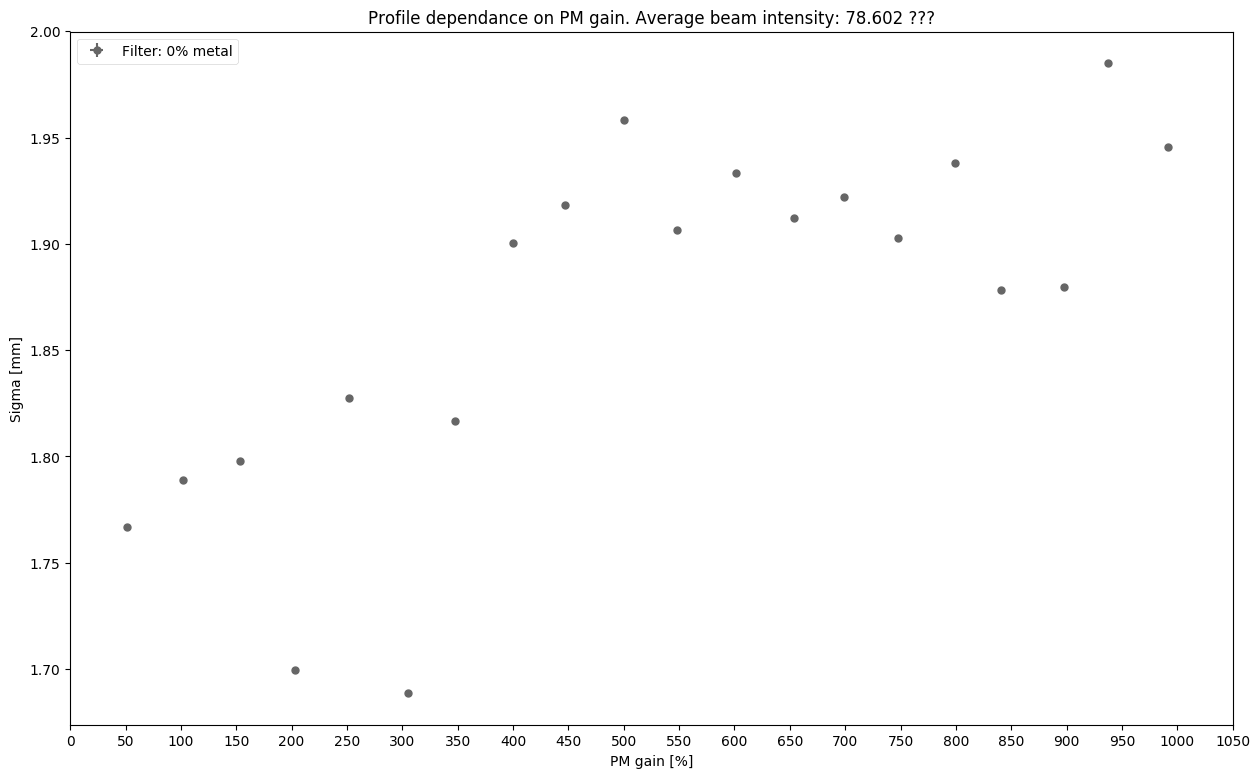 Profile dependance on PM gain. Average beam intensity: 78.602 ???
Filter: 0% metal
2.00
1.95
1.90
1.85
1.80
1.75
1.70
Sigma [mm]
0 50 100 150 200 250 300 350 400 450 500 550 600 650 700 750 800 850 900 950 1000 1050
PM gain [%]